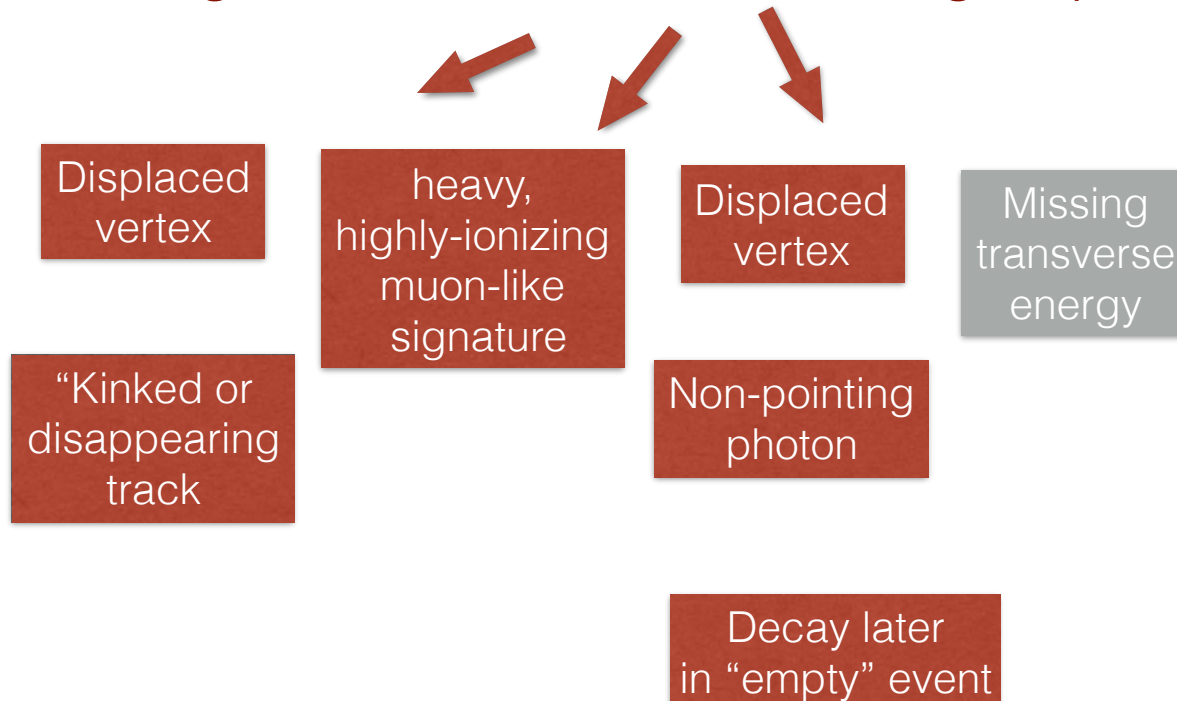 Displaced
vertex
heavy,
highly-ionizing
muon-like
signature
Displaced
vertex
Missing
transverse
energy
“Kinked or
disappearing
track
Non-pointing
photon
Decay later
in “empty” event